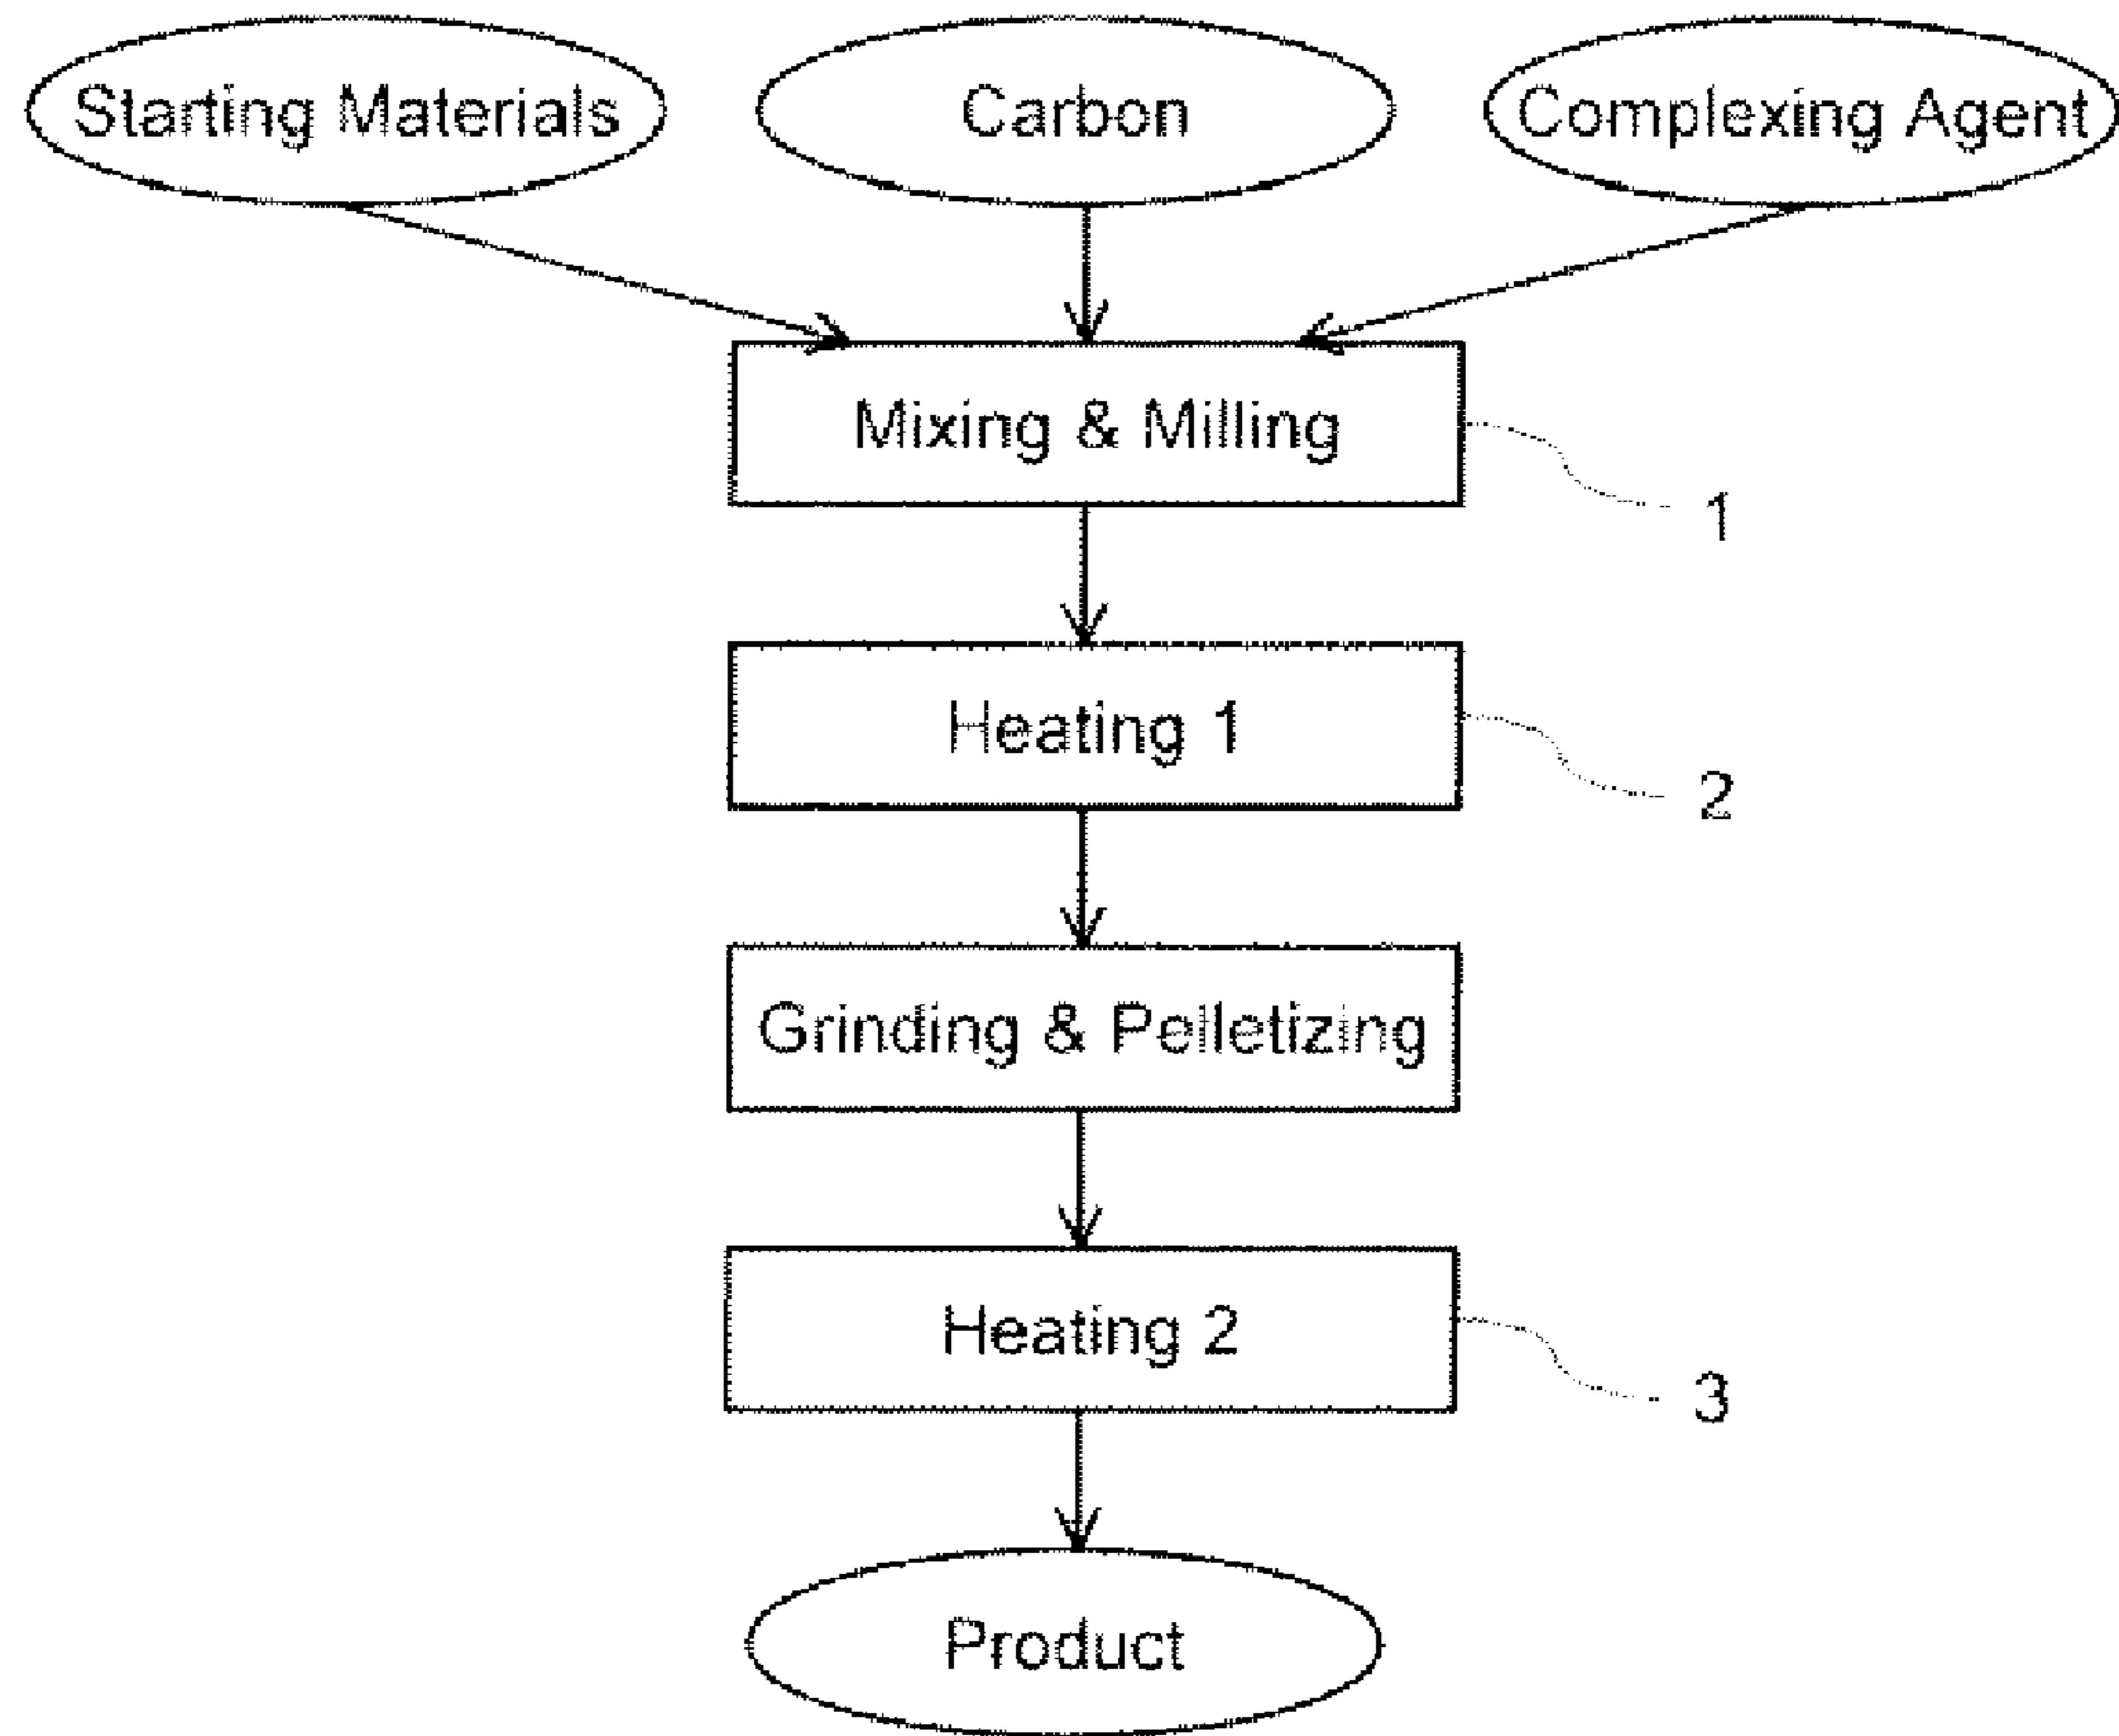 Starting Materials
Carbon
Complexing Agent
Mixing & Milling
1
Heating 1
2
Grinding & Pelletizing
Heating 2
3
Product